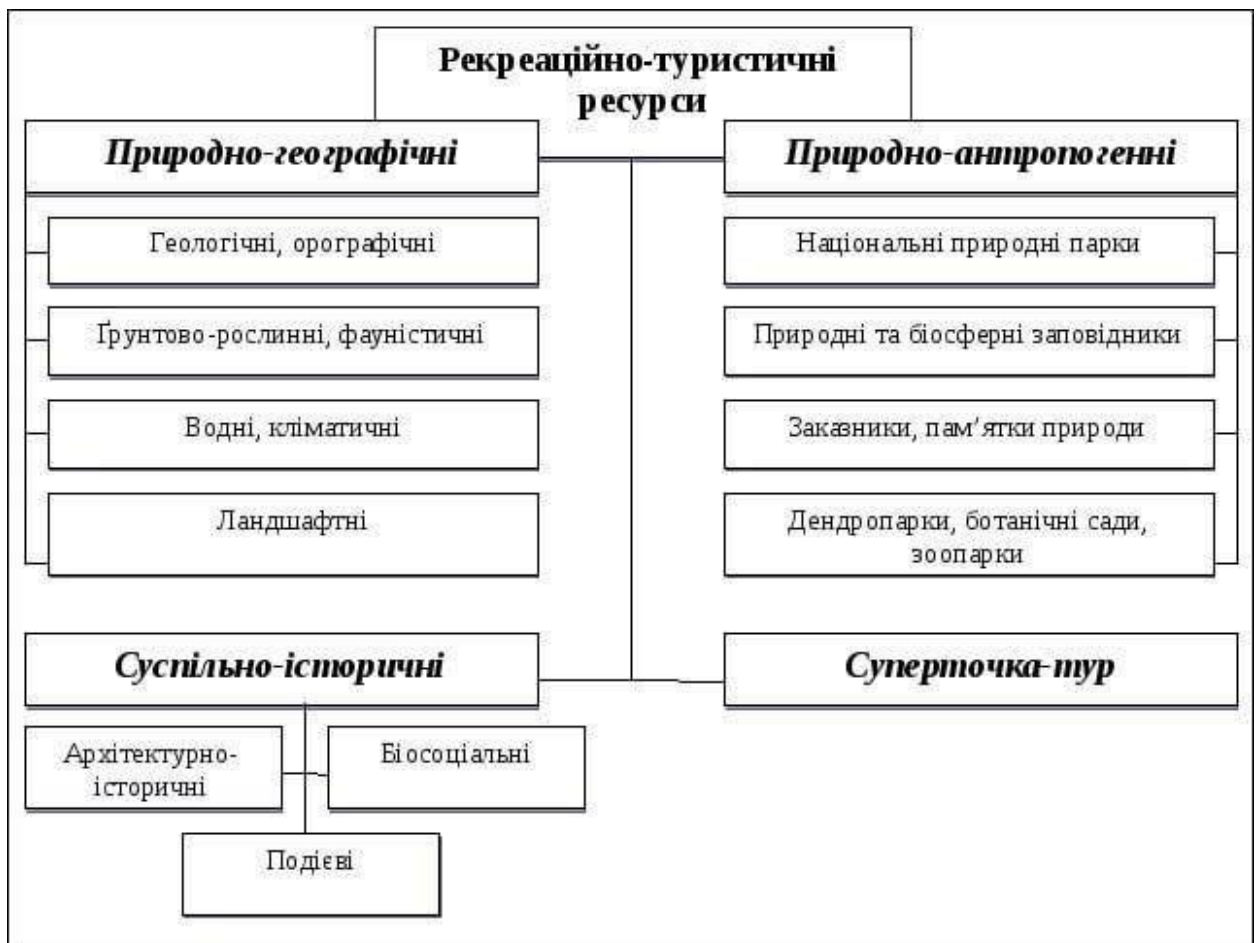 Рекреаційно-туристичні
ресурси
Природно-географічні
Геологічні, орографічні
Ґрунтово-рослинні, фауністичні
Водні, кліматичні
Ландшафтні
Природно-антропогенні
Національні природні парки
Природні та біосферні заповідники
Заказники, пам’ятки природи
Дендропарки, ботанічні сади,
зоопарки
Суспільно-історичні
Архітектурно-
історичні
Біосоціальні
Подієві
Суперточка-тур